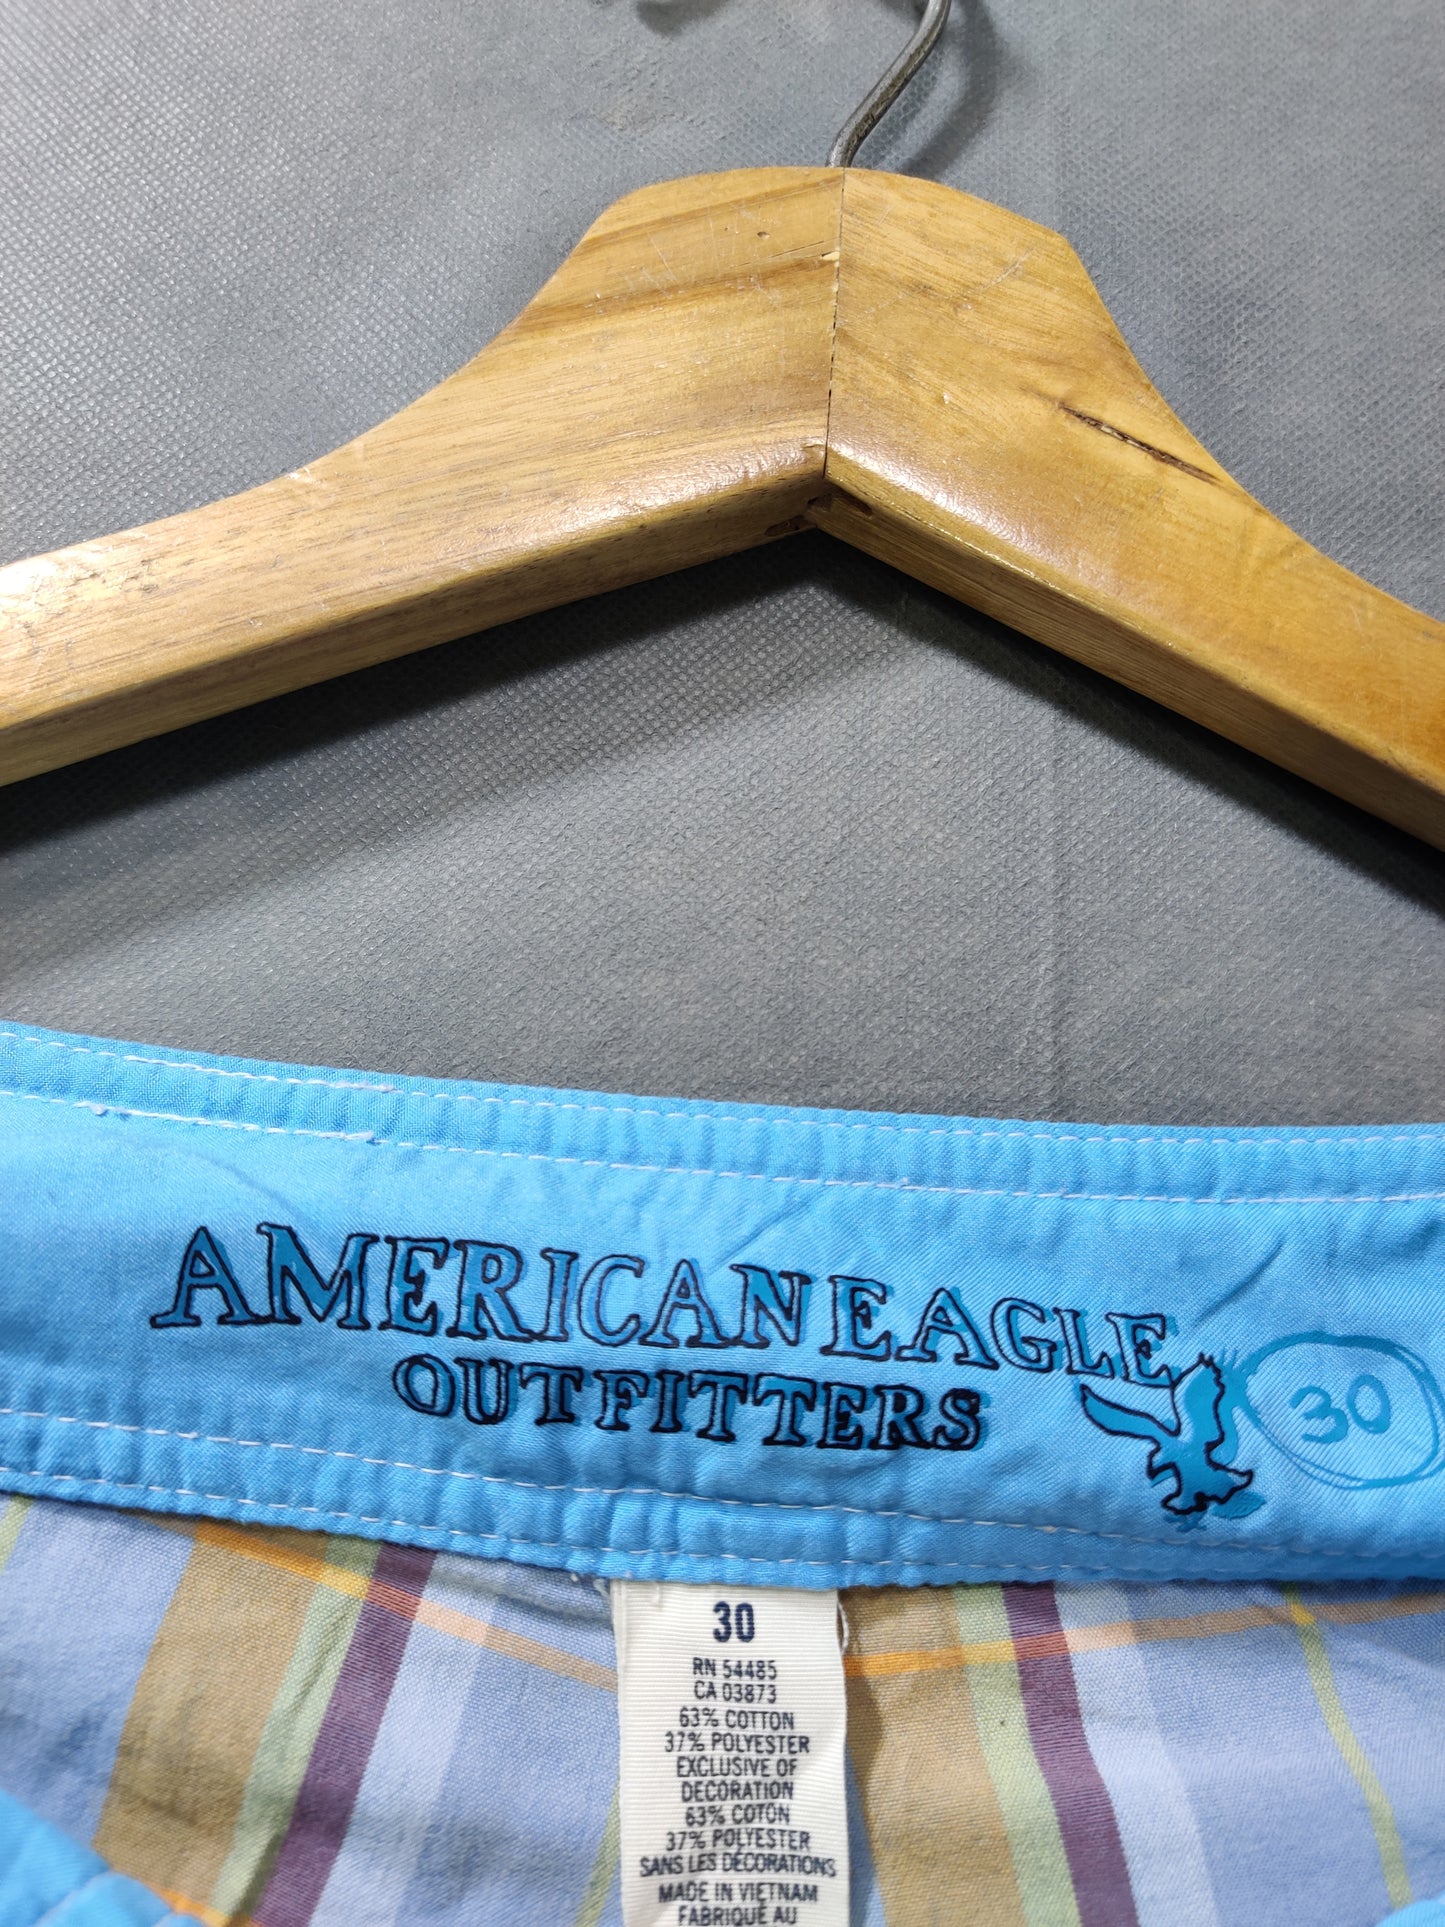 AMERICAN EAGLE
OUTFITTERS
30
30
RN 54485
CA 03873
63% COTTON
37% POLYESTER
EXCLUSIVE OF
DECORATION
63% COTON
37% POLYESTER
SANS LES DÉCORATIONS
MADE IN VIETNAM
FABRIQUÉ AU